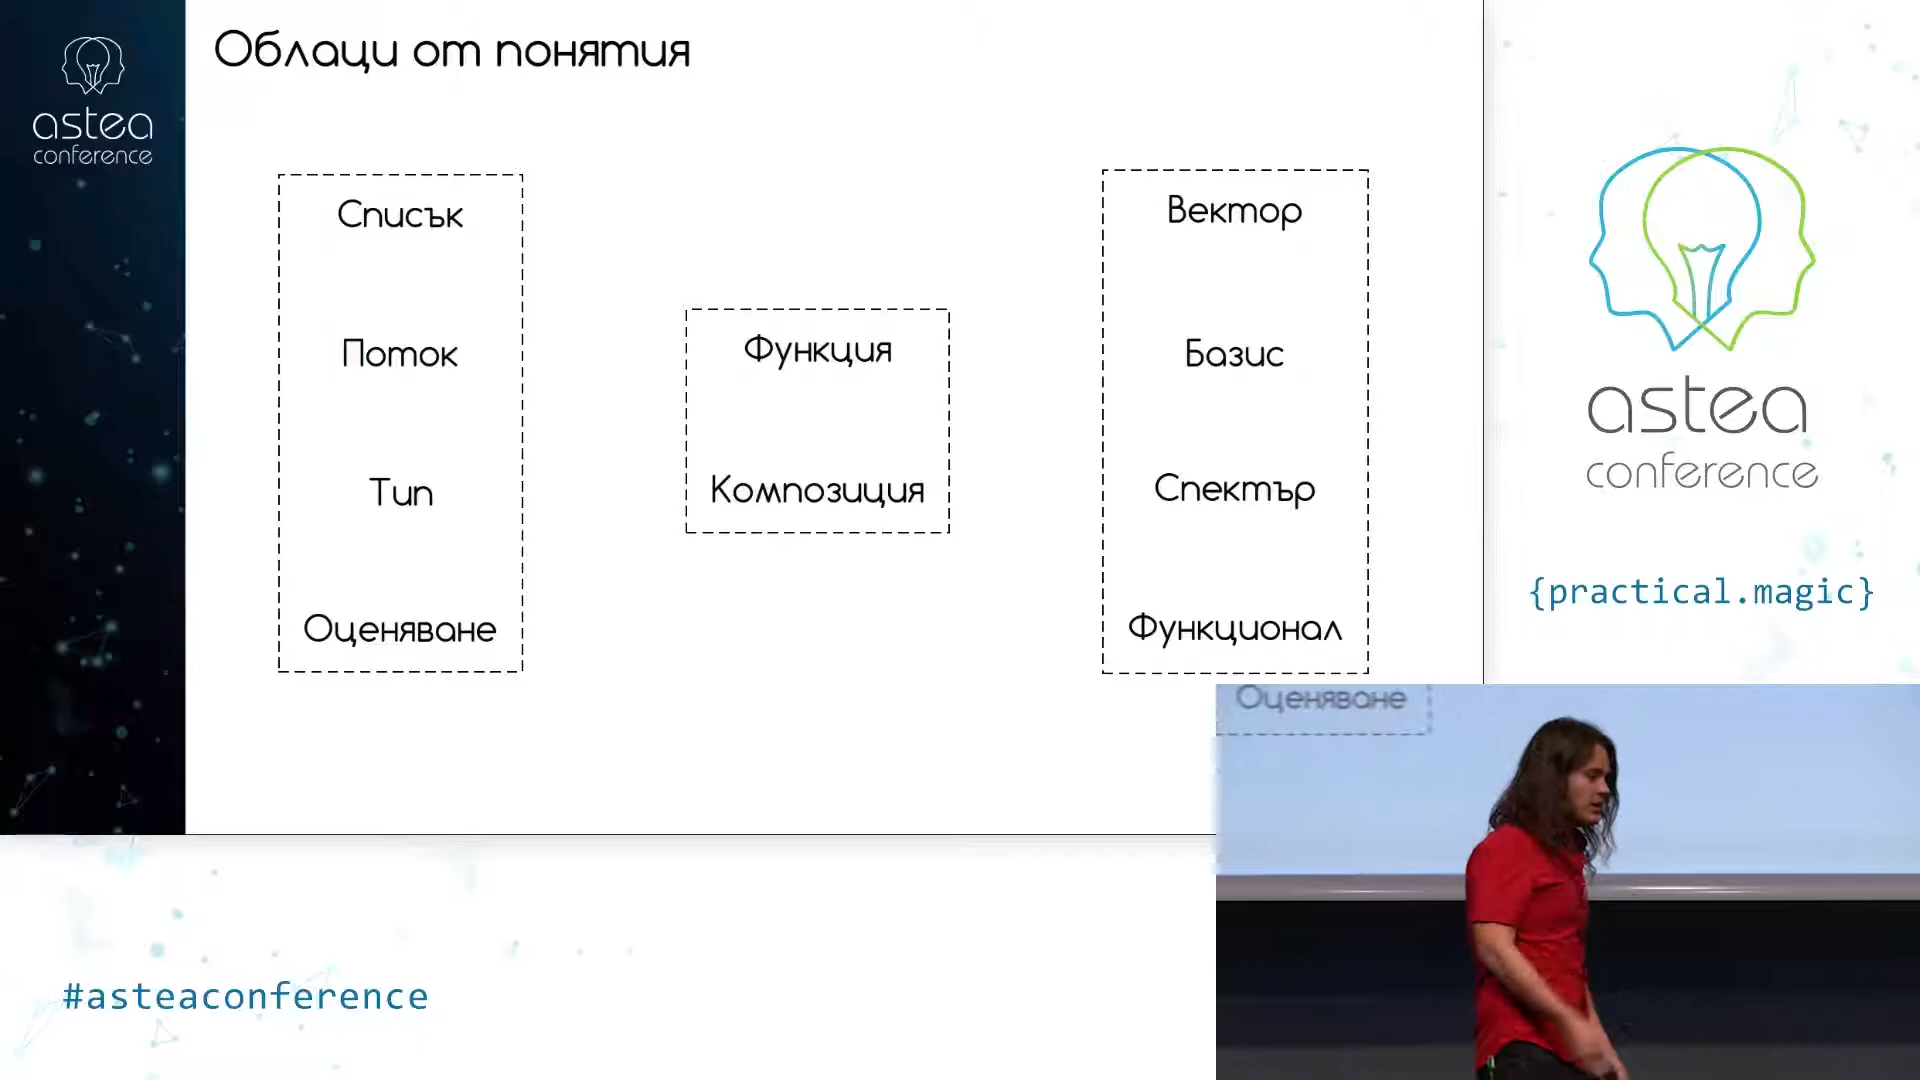 astea
conference
Облаци от понятия
Списък
Поток
Тип
Оценяване
Функция
Композиция
Вектор
Базис
Спектър
Функционал
astea
conference
{practical.magic}
Оценяване
#asteaconference